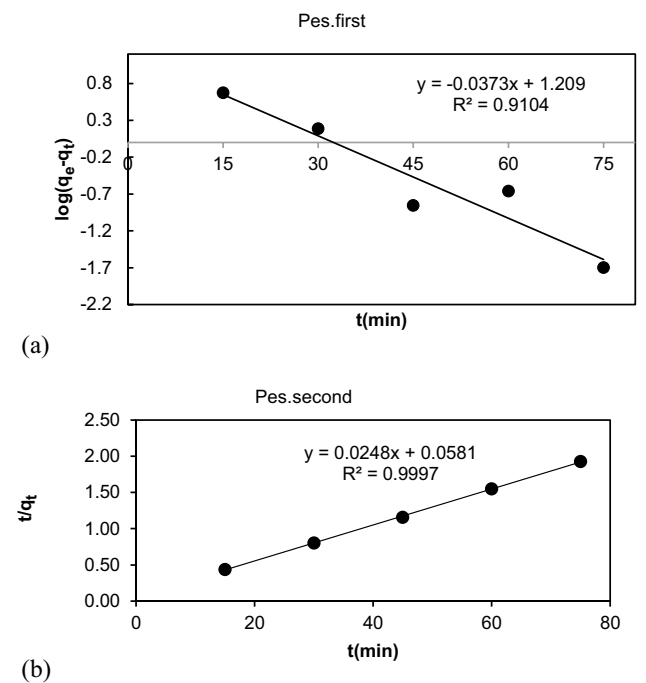 Pes.first
0.8
0.3
-0.2
-0.7
-1.2
-1.7
-2.2
log(qₑ-qₜ)
y = -0.0373x + 1.209
R² = 0.9104
0 15 30 45 60 75
t(min)
(a)
Pes.second
2.50
2.00
1.50
1.00
0.50
0.00
t/qₜ
y = 0.0248x + 0.0581
R² = 0.9997
0 20 40 60 80
t(min)
(b)